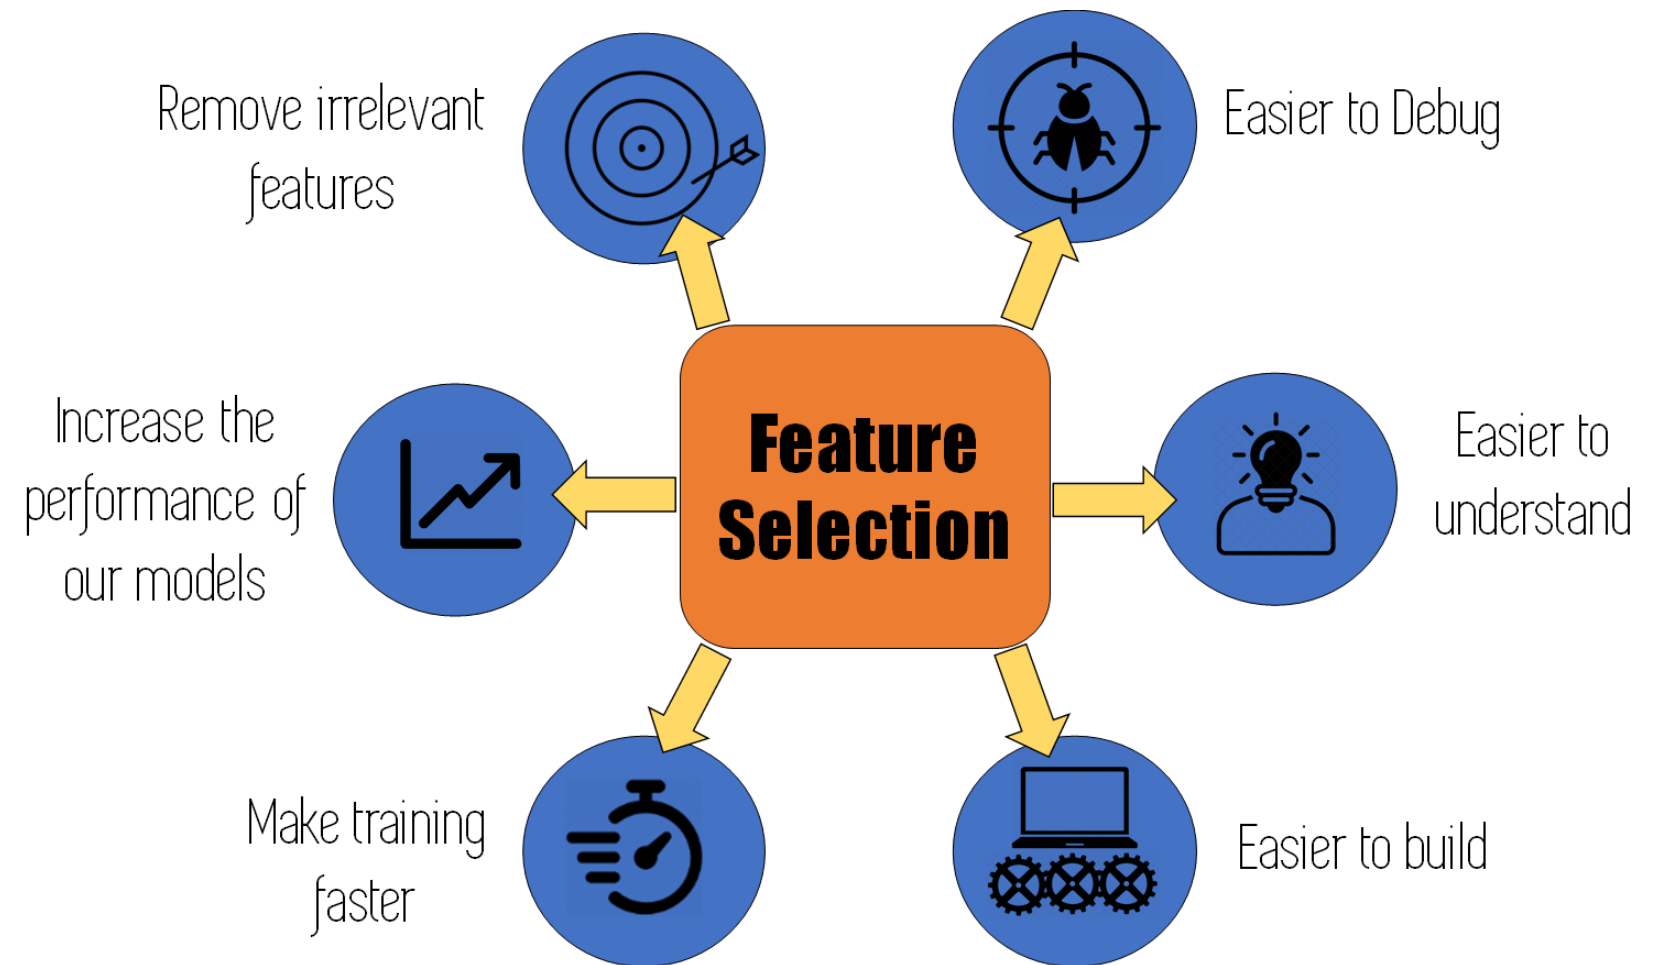 Remove irrelevant
features
Easier to Debug
Increase the
performance of
our models
Feature
Selection
Easier to
understand
Make training
faster
Easier to build